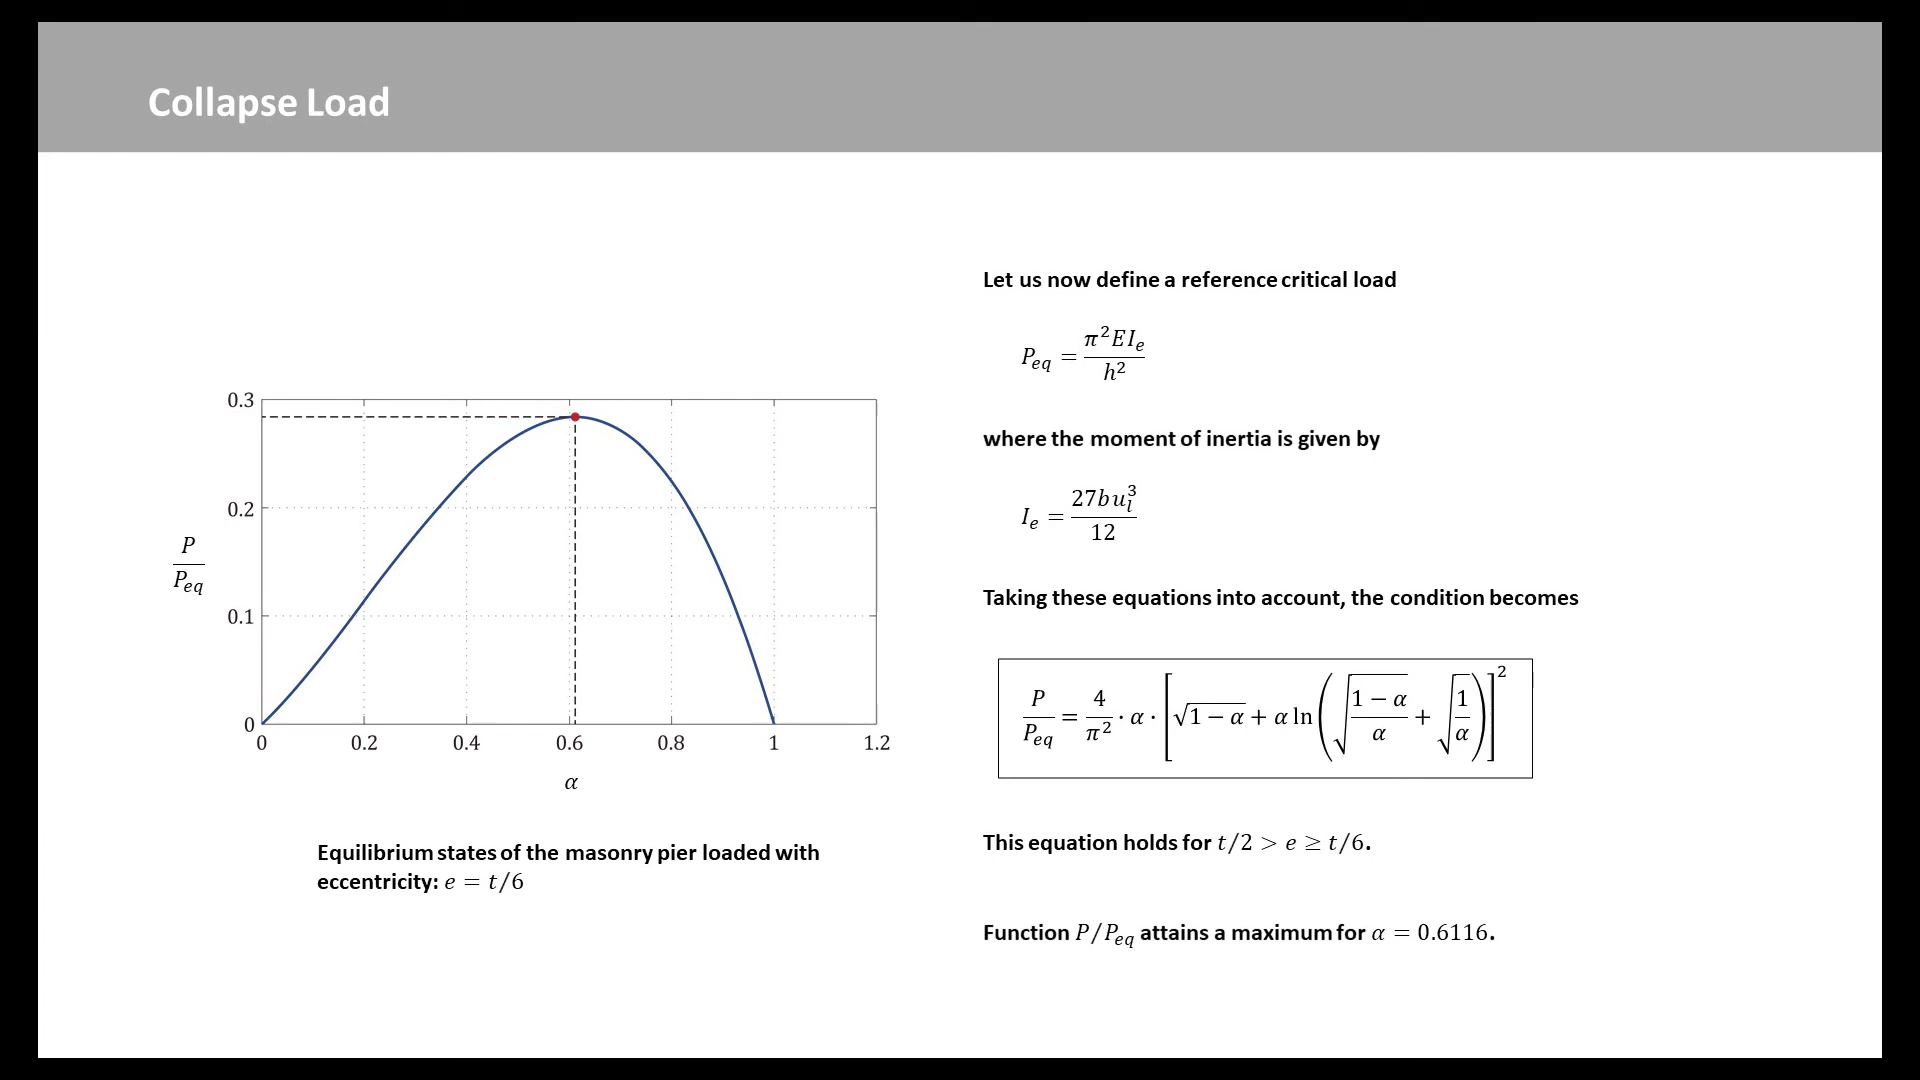 Collapse Load
0.3
0.2
0.1
0
P/P_eq
0 0.2 0.4 0.6 0.8 1 1.2
α
Equilibrium states of the masonry pier loaded with
eccentricity: e = t/6
Let us now define a reference critical load
P_eq = π²EI_e / h²
where the moment of inertia is given by
I_e = 27bu_l³ / 12
Taking these equations into account, the condition becomes
P/P_eq = 4/π² · α · [√(1 − α) + α ln(√((1 − α)/α) + √(1/α))]²
This equation holds for t/2 > e ≥ t/6.
Function P/P_eq attains a maximum for α = 0.6116.